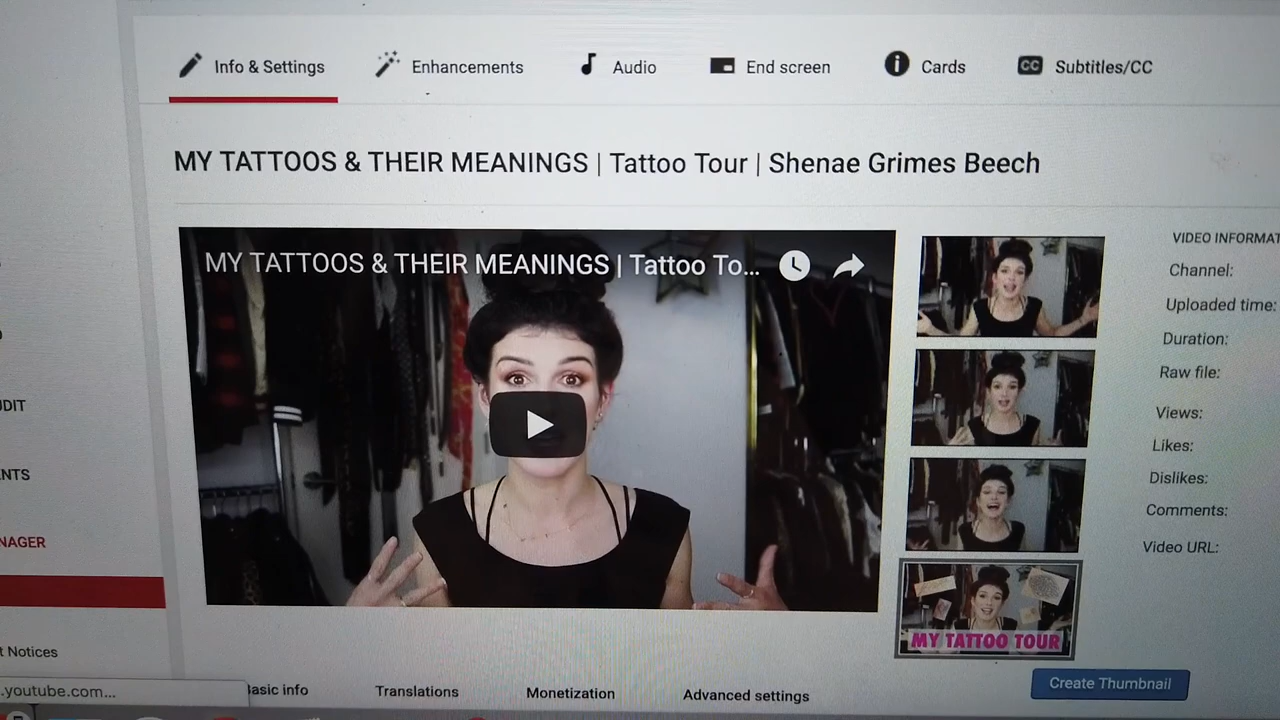 Info & Settings
Enhancements
Audio
End screen
Cards
CC
Subtitles/CC
MY TATTOOS & THEIR MEANINGS | Tattoo Tour | Shenae Grimes Beech
MY TATTOOS & THEIR MEANINGS | Tattoo To...
VIDEO INFORMAT
Channel:
Uploaded time:
Duration:
Raw file:
Views:
Likes:
Dislikes:
Comments:
Video URL:
UDIT
ENTS
NAGER
t Notices
.youtube.com...
MY TATTOO TOUR
Basic info
Translations
Monetization
Advanced settings
Create Thumbnail